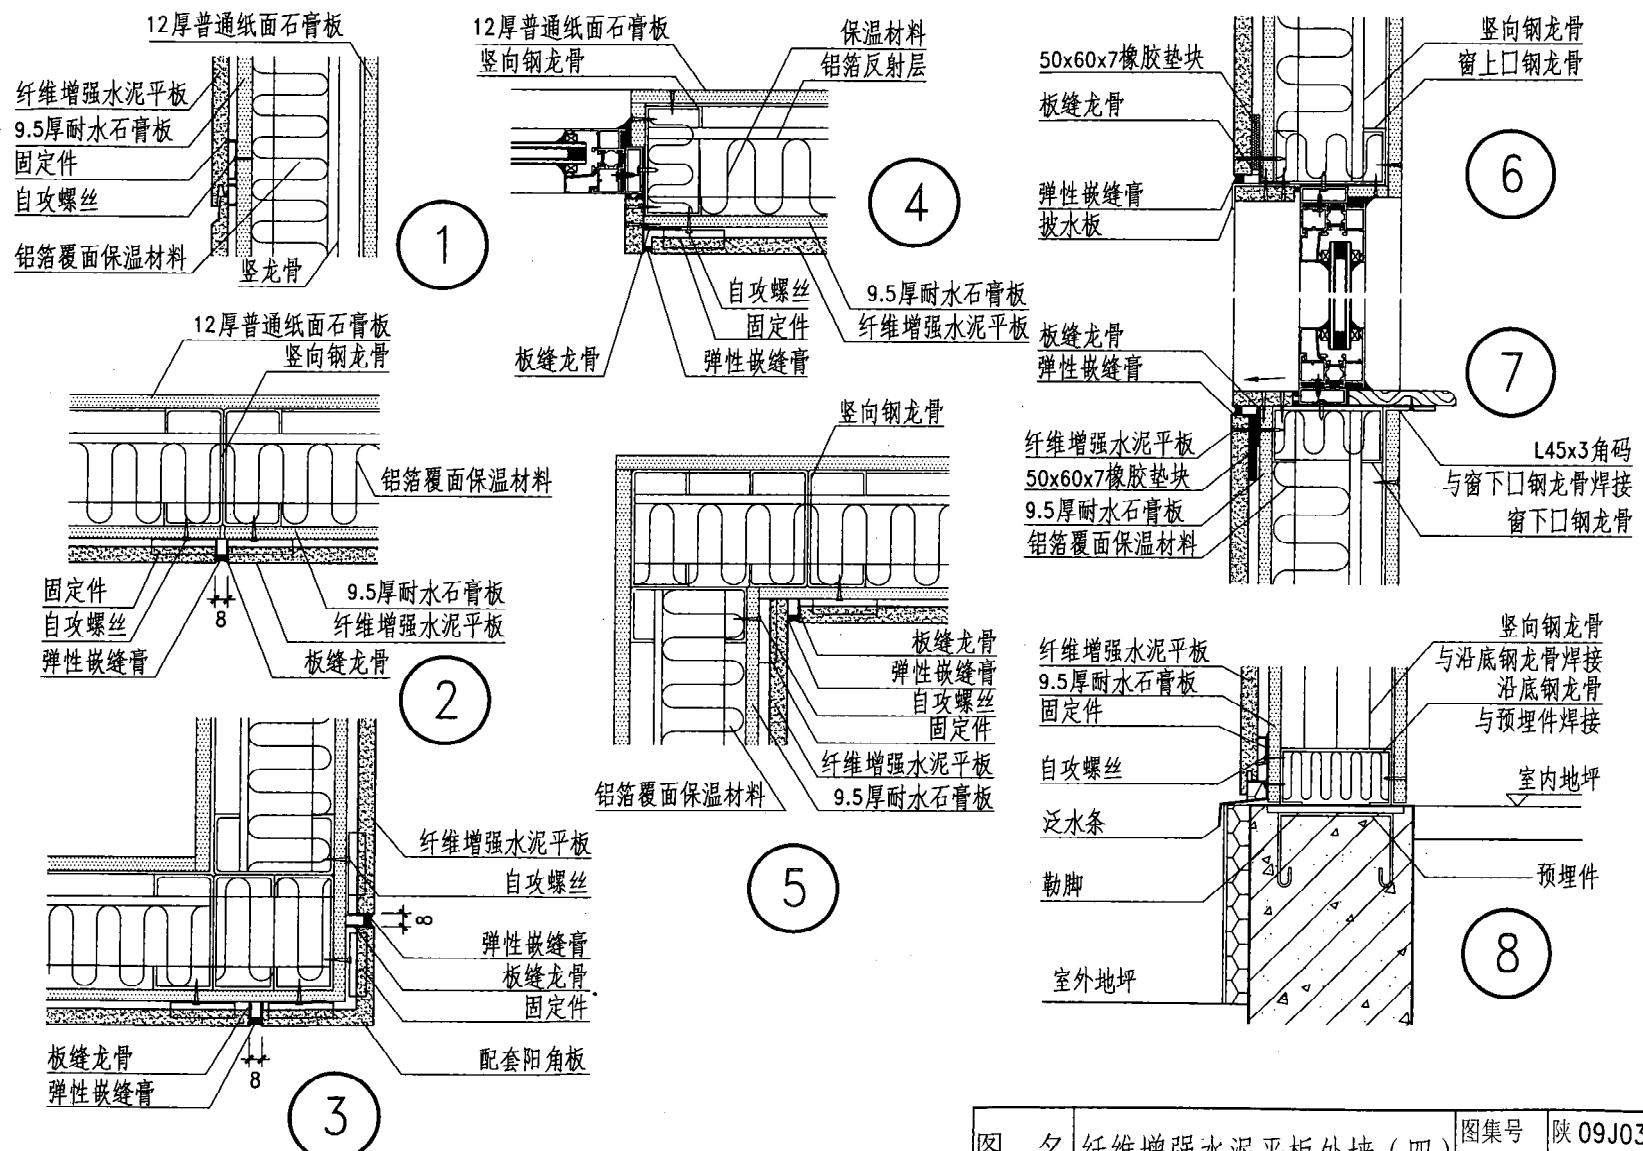 12厚普通纸面石膏板
纤维增强水泥平板
9.5厚耐水石膏板
固定件
自攻螺丝
铝箔覆面保温材料
竖龙骨
1
12厚普通纸面石膏板
竖向钢龙骨
铝箔覆面保温材料
固定件
自攻螺丝
弹性嵌缝膏
8
9.5厚耐水石膏板
纤维增强水泥平板
板缝龙骨
2
纤维增强水泥平板
自攻螺丝
8
弹性嵌缝膏
板缝龙骨
固定件
配套阳角板
板缝龙骨
弹性嵌缝膏
8
3
12厚普通纸面石膏板
竖向钢龙骨
保温材料
铝箔反射层
4
自攻螺丝
固定件
板缝龙骨
弹性嵌缝膏
9.5厚耐水石膏板
纤维增强水泥平板
竖向钢龙骨
板缝龙骨
弹性嵌缝膏
自攻螺丝
固定件
纤维增强水泥平板
9.5厚耐水石膏板
铝箔覆面保温材料
5
50x60x7橡胶垫块
板缝龙骨
弹性嵌缝膏
披水板
竖向钢龙骨
窗上口钢龙骨
6
板缝龙骨
弹性嵌缝膏
纤维增强水泥平板
50x60x7橡胶垫块
9.5厚耐水石膏板
铝箔覆面保温材料
7
L45x3角码
与窗下口钢龙骨焊接
窗下口钢龙骨
纤维增强水泥平板
9.5厚耐水石膏板
固定件
自攻螺丝
泛水条
勒脚
室外地坪
竖向钢龙骨
与沿底钢龙骨焊接
沿底钢龙骨
与预埋件焊接
室内地坪
预埋件
8
图 名
纤维增强水泥平板外墙（四）
图集号
陕09J03